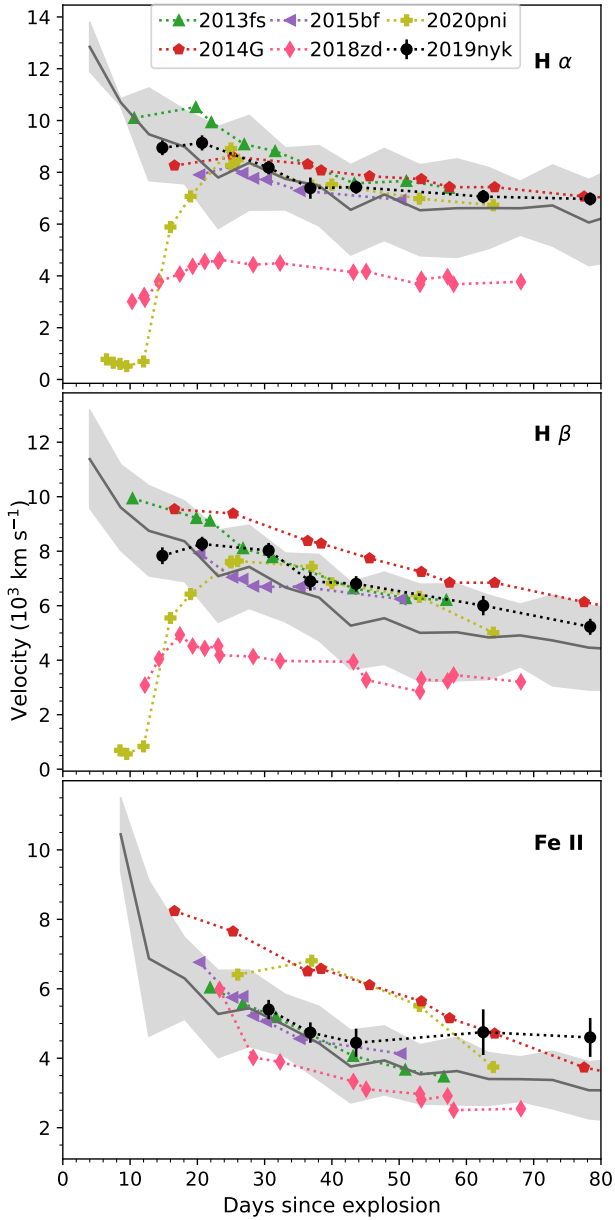 2013fs 2015bf 2020pni
2014G 2018zd 2019nyk
H α
14
12
10
8
6
4
2
0
H β
12
10
8
6
4
2
0
Velocity (10³ km s⁻¹)
Fe II
10
8
6
4
2
0 10 20 30 40 50 60 70 80
Days since explosion